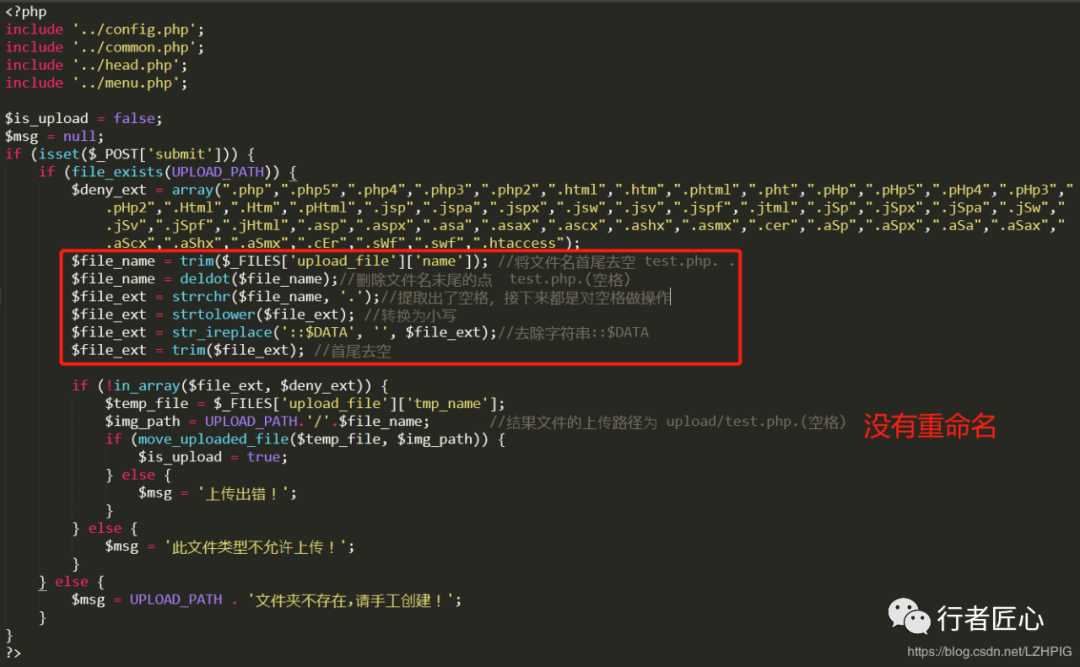 <?php
include '../config.php';
include '../common.php';
include '../head.php';
include '../menu.php';
$is_upload = false;
$msg = null;
if (isset($_POST['submit'])) {
if (file_exists(UPLOAD_PATH)) {
$deny_ext = array(".php",".php5",".php4",".php3",".php2",".html",".htm",".phtml",".pht",".pHp",".pHp5",".pHp4",".pHp3","
.pHp2",".Html",".Htm",".pHtml",".jsp",".jspa",".jspx",".jsw",".jsv",".jspf",".jtml",".jSp",".jSpx",".jSpa",".jSw","
.jSv",".jSpf",".jHtml",".asp",".aspx",".asa",".asax",".ascx",".ashx",".asmx",".cer",".aSp",".aSpx",".aSa",".aSax","
.aScx",".aShx",".aSmx",".cEr",".sWf",".swf",".htaccess");
$file_name = trim($_FILES['upload_file']['name']); //将文件名首尾去空 test.php. .
$file_name = deldot($file_name);//删除文件名末尾的点 test.php.(空格)
$file_ext = strrchr($file_name, '.');//提取出了空格，接下来都是对空格做操作
$file_ext = strtolower($file_ext); //转换为小写
$file_ext = str_ireplace('::$DATA', '', $file_ext);//去除字符串::$DATA
$file_ext = trim($file_ext); //首尾去空
if (!in_array($file_ext, $deny_ext)) {
$temp_file = $_FILES['upload_file']['tmp_name'];
$img_path = UPLOAD_PATH.'/'.$file_name; //结果文件的上传路径为 upload/test.php.(空格) 没有重命名
if (move_uploaded_file($temp_file, $img_path)) {
$is_upload = true;
} else {
$msg = '上传出错！';
}
} else {
$msg = '此文件类型不允许上传！';
}
} else {
$msg = UPLOAD_PATH . '文件夹不存在,请手工创建！';
}
}
?>
行者匠心
https://blog.csdn.net/LZHPIG